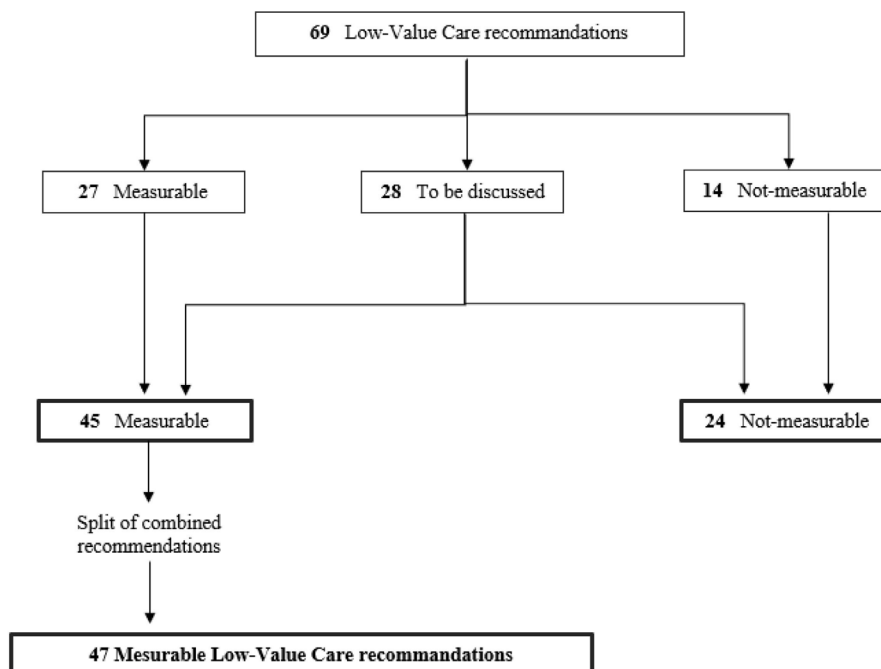 69 Low-Value Care recommandations
27 Measurable
28 To be discussed
14 Not-measurable
45 Measurable
24 Not-measurable
Split of combined
recommendations
47 Mesurable Low-Value Care recommandations